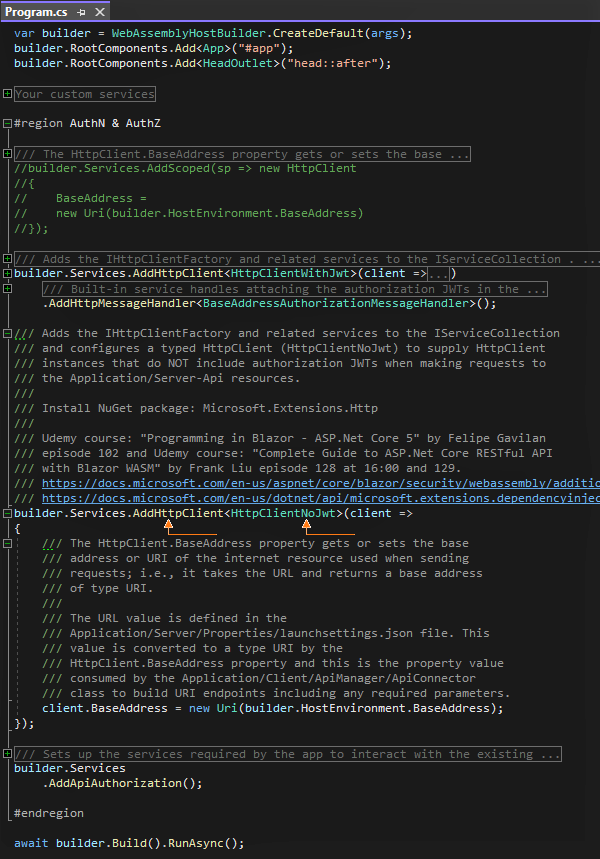 Program.cs
var builder = WebAssemblyHostBuilder.CreateDefault(args);
builder.RootComponents.Add<App>("#app");
builder.RootComponents.Add<HeadOutlet>("head::after");
Your custom services
#region AuthN & AuthZ
/// The HttpClient.BaseAddress property gets or sets the base ...
//builder.Services.AddScoped(sp => new HttpClient
//{
//    BaseAddress =
//    new Uri(builder.HostEnvironment.BaseAddress)
//});
/// Adds the IHttpClientFactory and related services to the IServiceCollection . ...
builder.Services.AddHttpClient<HttpClientWithJwt>(client =>...)
/// Built-in service handles attaching the authorization JWTs in the ...
.AddHttpMessageHandler<BaseAddressAuthorizationMessageHandler>();
/// Adds the IHttpClientFactory and related services to the IServiceCollection
/// and configures a typed HttpCLient (HttpClientNoJwt) to supply HttpClient
/// instances that do NOT include authorization JWTs when making requests to
/// the Application/Server-Api resources.
///
/// Install NuGet package: Microsoft.Extensions.Http
///
/// Udemy course: "Programming in Blazor - ASP.Net Core 5" by Felipe Gavilan
/// episode 102 and Udemy course: "Complete Guide to ASP.Net Core RESTful API
/// with Blazor WASM" by Frank Liu episode 128 at 16:00 and 129.
/// https://docs.microsoft.com/en-us/aspnet/core/blazor/security/webassembly/additio
/// https://docs.microsoft.com/en-us/dotnet/api/microsoft.extensions.dependencyinjec
builder.Services.AddHttpClient<HttpClientNoJwt>(client =>
{
/// The HttpClient.BaseAddress property gets or sets the base
/// address or URI of the internet resource used when sending
/// requests; i.e., it takes the URL and returns a base address
/// of type URI.
///
/// The URL value is defined in the
/// Application/Server/Properties/launchsettings.json file. This
/// value is converted to a type URI by the
/// HttpClient.BaseAddress property and this is the property value
/// consumed by the Application/Client/ApiManager/ApiConnector
/// class to build URI endpoints including any required parameters.
client.BaseAddress = new Uri(builder.HostEnvironment.BaseAddress);
});
/// Sets up the services required by the app to interact with the existing ...
builder.Services
.AddApiAuthorization();
#endregion
await builder.Build().RunAsync();